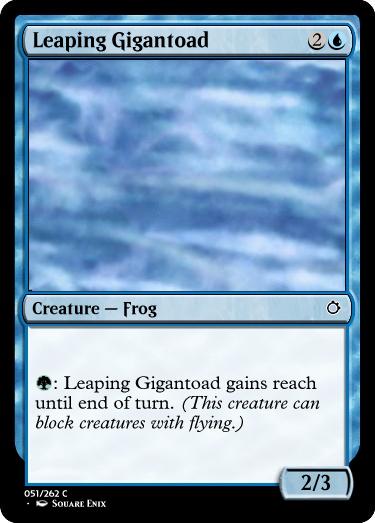 Leaping Gigantoad 2
Creature — Frog
: Leaping Gigantoad gains reach
until end of turn. (This creature can
block creatures with flying.)
2/3
051/262 C
· Square Enix